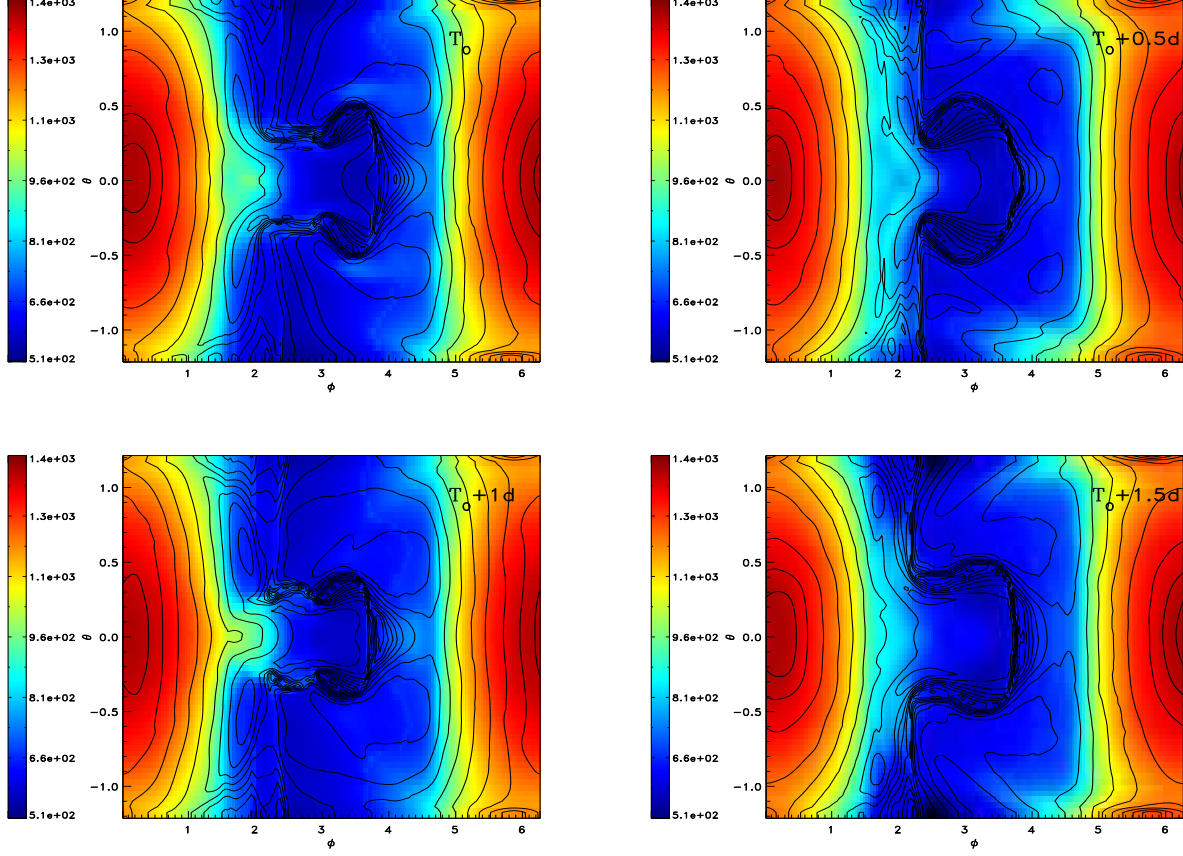 1.4e+03
1.3e+03
1.1e+03
9.6e+02
8.1e+02
6.6e+02
5.1e+02
1.0
0.5
0.0
-0.5
-1.0
θ
1 2 3 4 5 6
ϕ
To
1.4e+03
1.3e+03
1.1e+03
9.6e+02
8.1e+02
6.6e+02
5.1e+02
1.0
0.5
0.0
-0.5
-1.0
θ
1 2 3 4 5 6
ϕ
To+0.5d
1.4e+03
1.3e+03
1.1e+03
9.6e+02
8.1e+02
6.6e+02
5.1e+02
1.0
0.5
0.0
-0.5
-1.0
θ
1 2 3 4 5 6
ϕ
To+1d
1.4e+03
1.3e+03
1.1e+03
9.6e+02
8.1e+02
6.6e+02
5.1e+02
1.0
0.5
0.0
-0.5
-1.0
θ
1 2 3 4 5 6
ϕ
To+1.5d